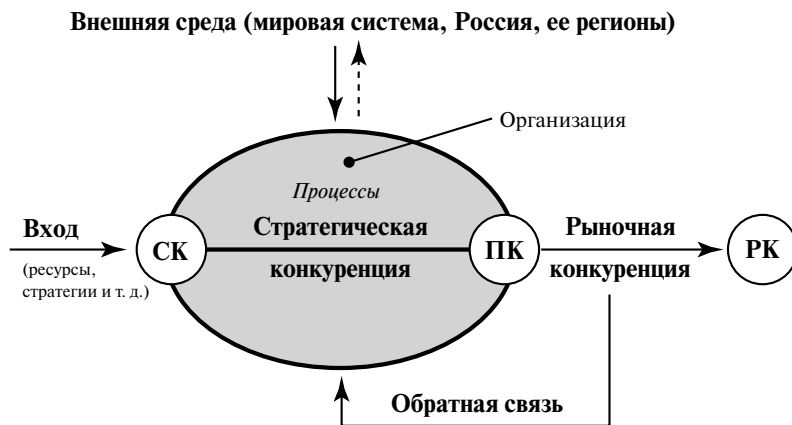 Внешняя среда (мировая система, Россия, ее регионы)
Организация
Процессы
Вход
Стратегическая
Рыночная
СК
ПК
РК
(ресурсы,
стратегии и т. д.)
конкуренция
конкуренция
Обратная связь